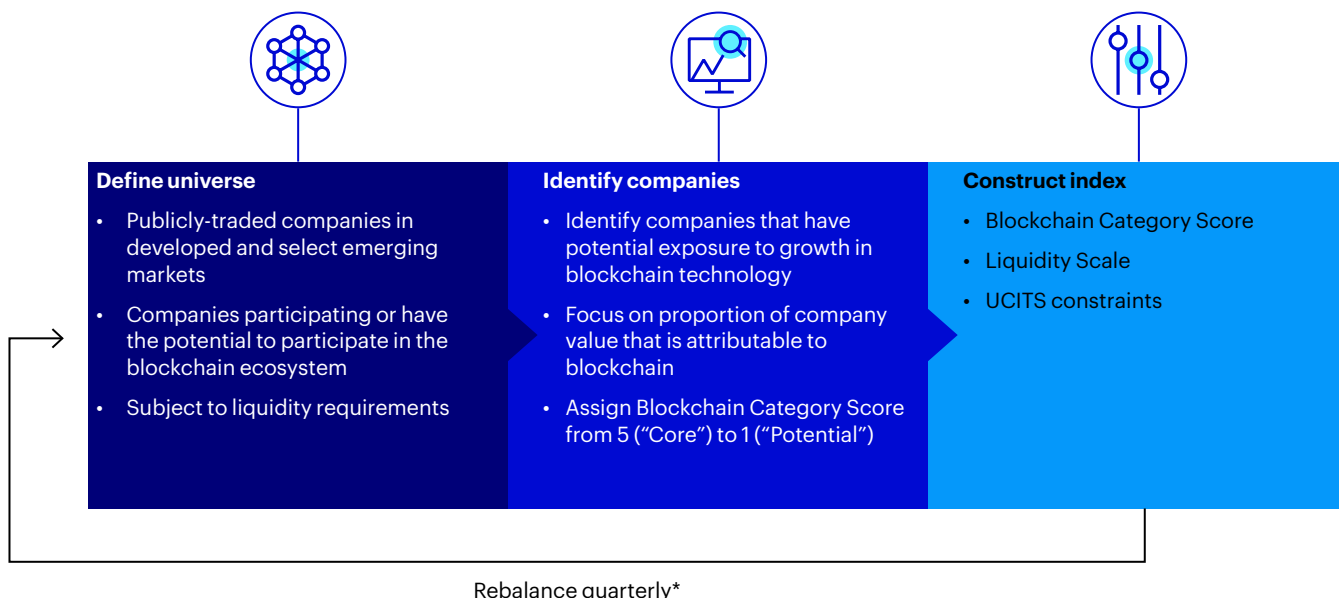 Define universe
• Publicly-traded companies in
developed and select emerging
markets
• Companies participating or have
the potential to participate in the
blockchain ecosystem
• Subject to liquidity requirements
Identify companies
• Identify companies that have
potential exposure to growth in
blockchain technology
• Focus on proportion of company
value that is attributable to
blockchain
• Assign Blockchain Category Score
from 5 (“Core”) to 1 (“Potential”)
Construct index
• Blockchain Category Score
• Liquidity Scale
• UCITS constraints
Rebalance quarterly*